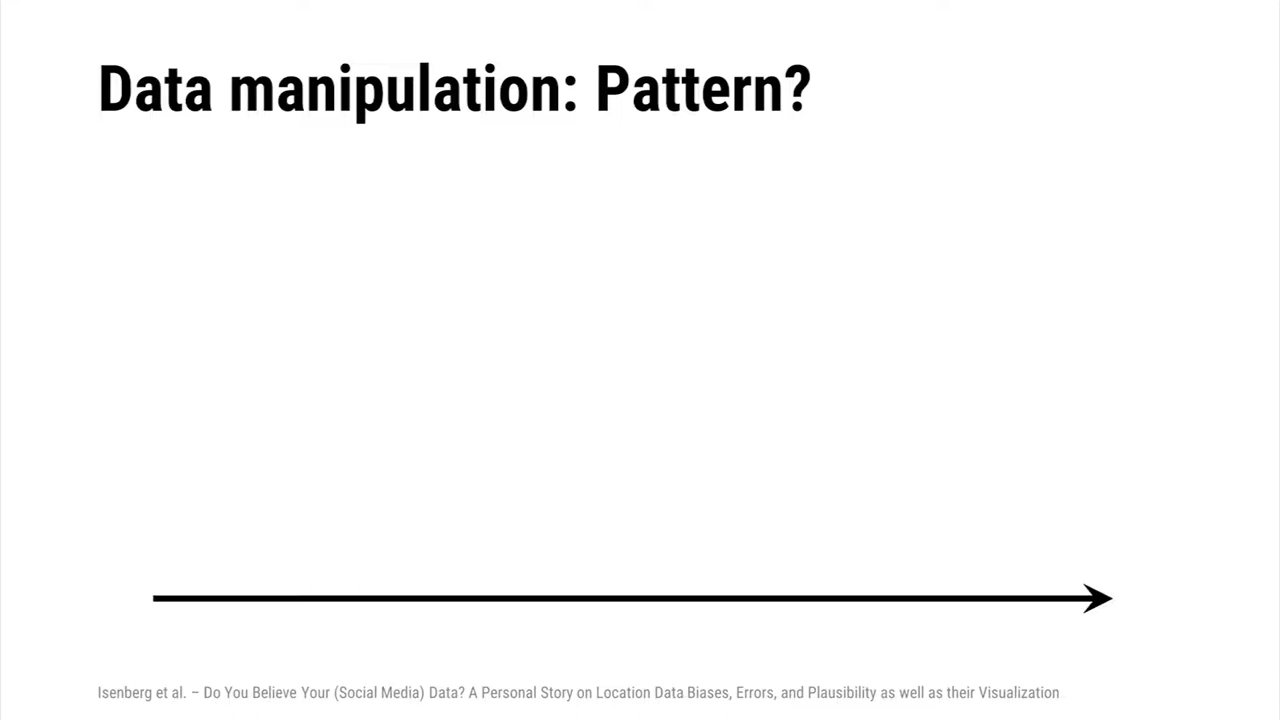 Data manipulation: Pattern?
Isenberg et al. – Do You Believe Your (Social Media) Data? A Personal Story on Location Data Biases, Errors, and Plausibility as well as their Visualization